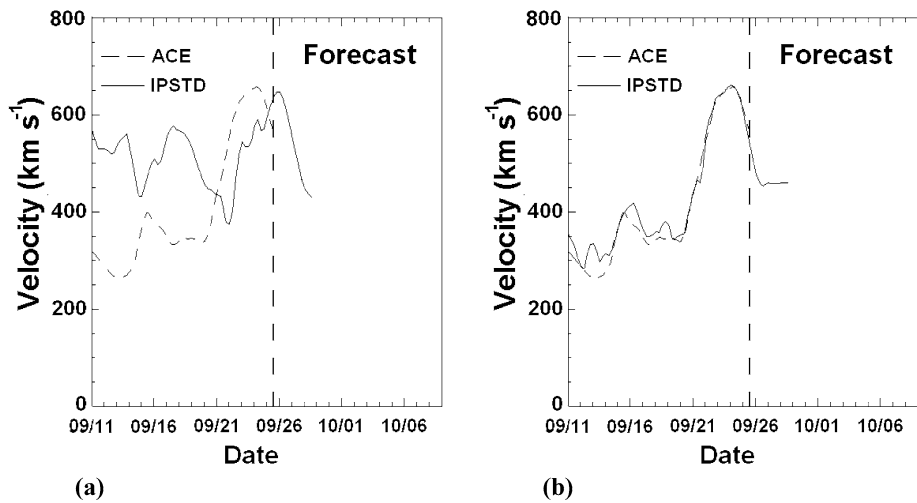 800
600
400
200
0
Velocity (km s⁻¹)
ACE
IPSTD
Forecast
09/11 09/16 09/21 09/26 10/01 10/06
Date
(a)
800
600
400
200
0
Velocity (km s⁻¹)
ACE
IPSTD
Forecast
09/11 09/16 09/21 09/26 10/01 10/06
Date
(b)